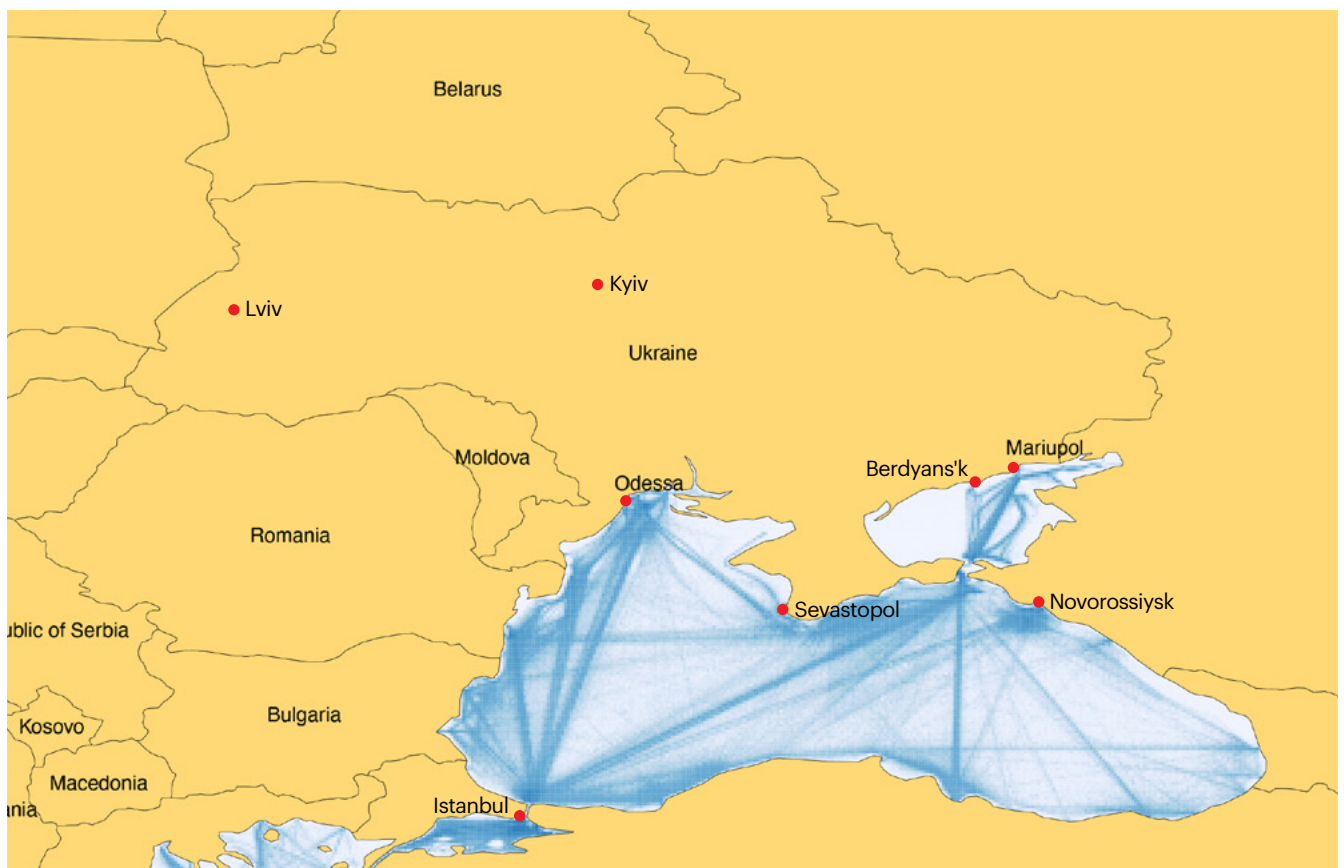 Belarus
Kyiv
Lviv
Ukraine
Mariupol
Moldova
Berdyans'k
Odessa
Romania
Novorossiysk
Sevastopol
ublic of Serbia
Bulgaria
Kosovo
Macedonia
Istanbul
ania